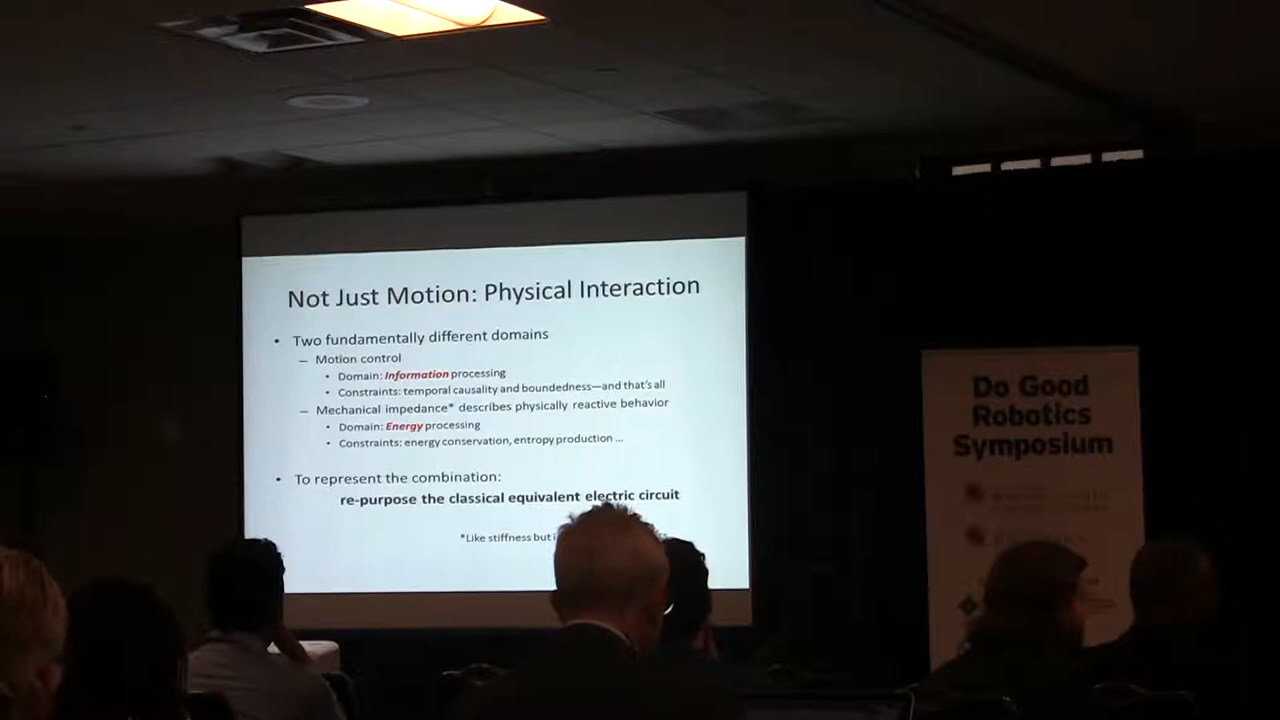 Not Just Motion: Physical Interaction
• Two fundamentally different domains
– Motion control
• Domain: Information processing
• Constraints: temporal causality and boundedness—and that's all
– Mechanical impedance* describes physically reactive behavior
• Domain: Energy processing
• Constraints: energy conservation, entropy production ...
• To represent the combination:
re-purpose the classical equivalent electric circuit
*Like stiffness but
Do Good
Robotics
Symposium